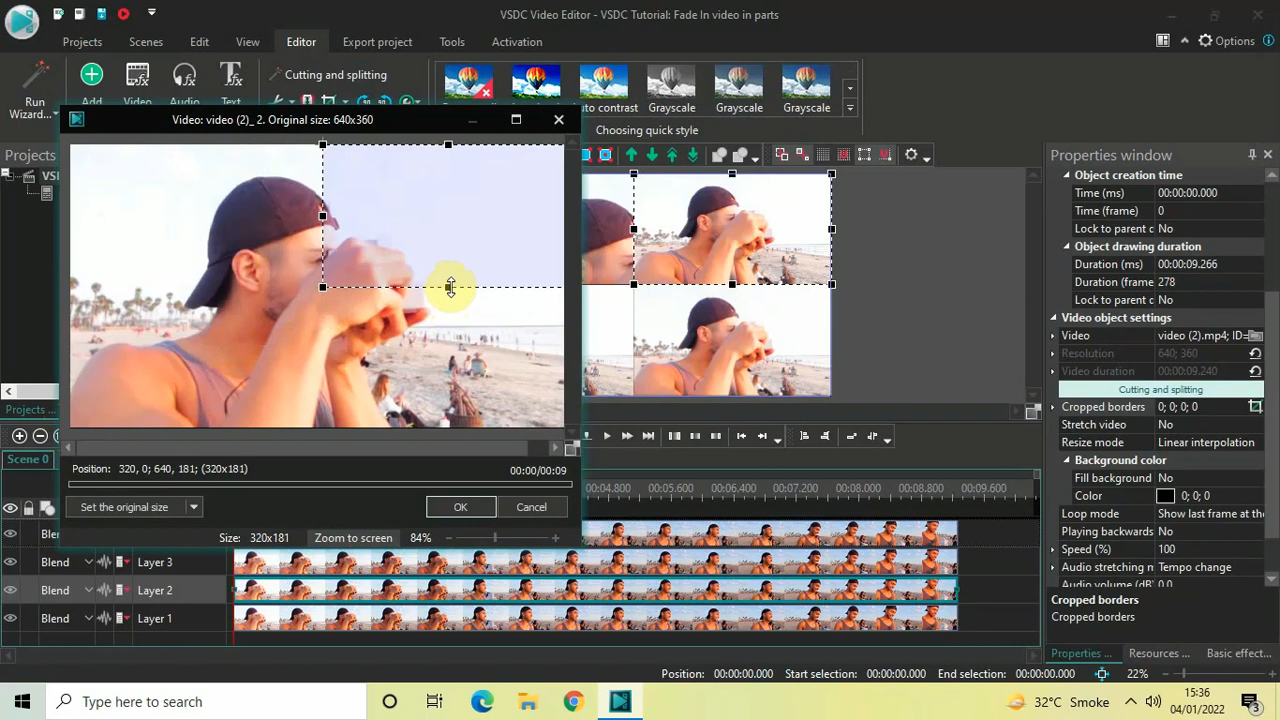 VSDC Video Editor - VSDC Tutorial: Fade In video in parts
Projects Scenes Edit View Editor Export project Tools Activation Options
Run Wizard...
Add Video Audio Text
Cutting and splitting
Auto contrast Grayscale Grayscale Grayscale
Choosing quick style
Video: video (2)_ 2. Original size: 640x360
Projects
VS
Projects ...
Position: 320, 0; 640, 181; (320x181)
00:00/00:09
Set the original size OK Cancel
Size: 320x181 Zoom to screen 84%
Properties window
Object creation time
Time (ms) 00:00:00.000
Time (frame) 0
Lock to parent c No
Object drawing duration
Duration (ms) 00:00:09.266
Duration (frame 278
Lock to parent c No
Video object settings
Video video (2).mp4; ID=
Resolution 640; 360
Video duration 00:00:09.240
Cutting and splitting
Cropped borders 0; 0; 0; 0
Stretch video No
Resize mode Linear interpolation
Background color
Fill background No
Color 0; 0; 0
Loop mode Show last frame at the
Playing backwards No
Speed (%) 100
Audio stretching m Tempo change
Audio volume (dB) 0.0
Cropped borders
Cropped borders
Properties ... Resources ... Basic effect...
Scene 0
00:04.800 00:05.600 00:06.400 00:07.200 00:08.000 00:08.800 00:09.600
Blen
Blend Layer 3
Blend Layer 2
Blend Layer 1
Position: 00:00:00.000 Start selection: 00:00:00.000 End selection: 00:00:00.000 22%
Type here to search
32°C Smoke
15:36
04/01/2022
3